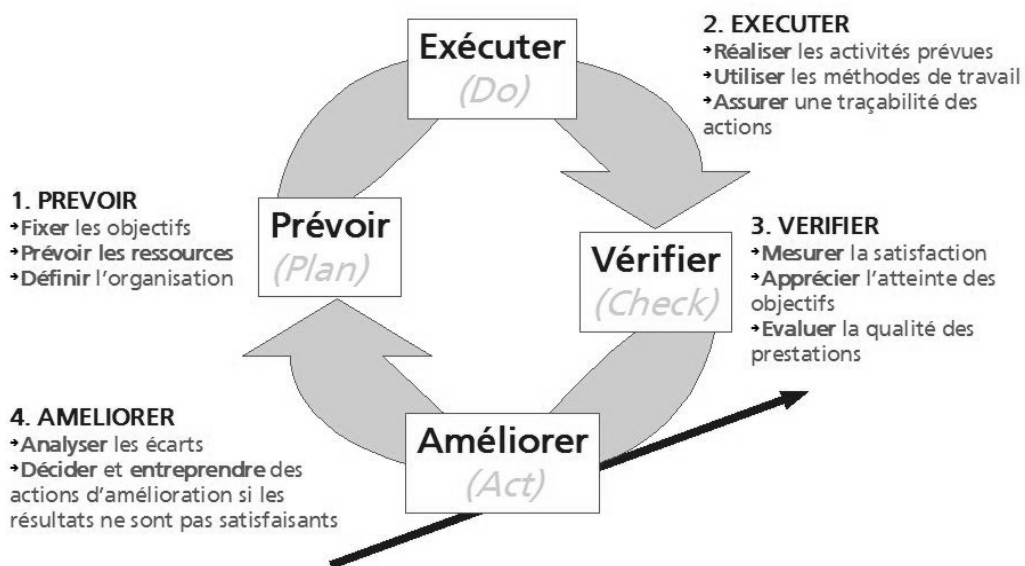 Exécuter
(Do)
2. EXECUTER
➔Réaliser les activités prévues
➔Utiliser les méthodes de travail
➔Assurer une traçabilité des
actions
1. PREVOIR
➔Fixer les objectifs
➔Prévoir les ressources
➔Définir l'organisation
Prévoir
(Plan)
Vérifier
(Check)
3. VERIFIER
➔Mesurer la satisfaction
➔Apprécier l'atteinte des
objectifs
➔Evaluer la qualité des
prestations
4. AMELIORER
➔Analyser les écarts
➔Décider et entreprendre des
actions d'amélioration si les
résultats ne sont pas satisfaisants
Améliorer
(Act)